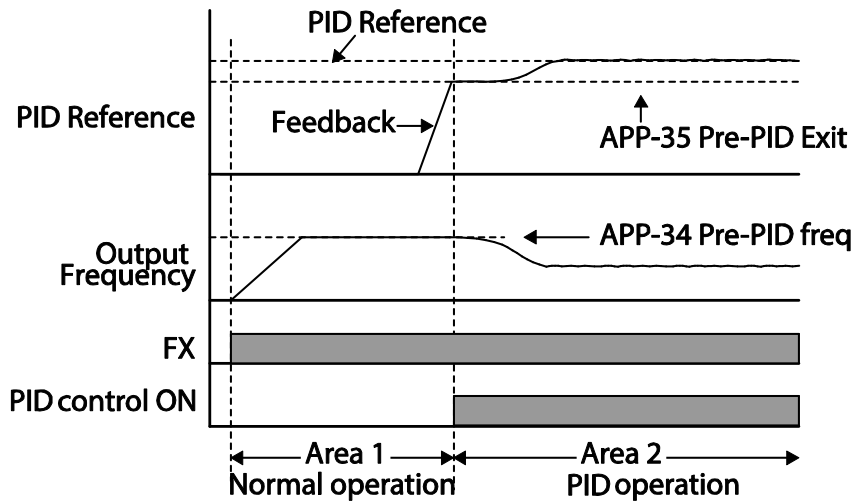 PID Reference
PID Reference
Feedback
APP-35 Pre-PID Exit
Output
Frequency
APP-34 Pre-PID freq
FX
PID control ON
Area 1
Normal operation
Area 2
PID operation